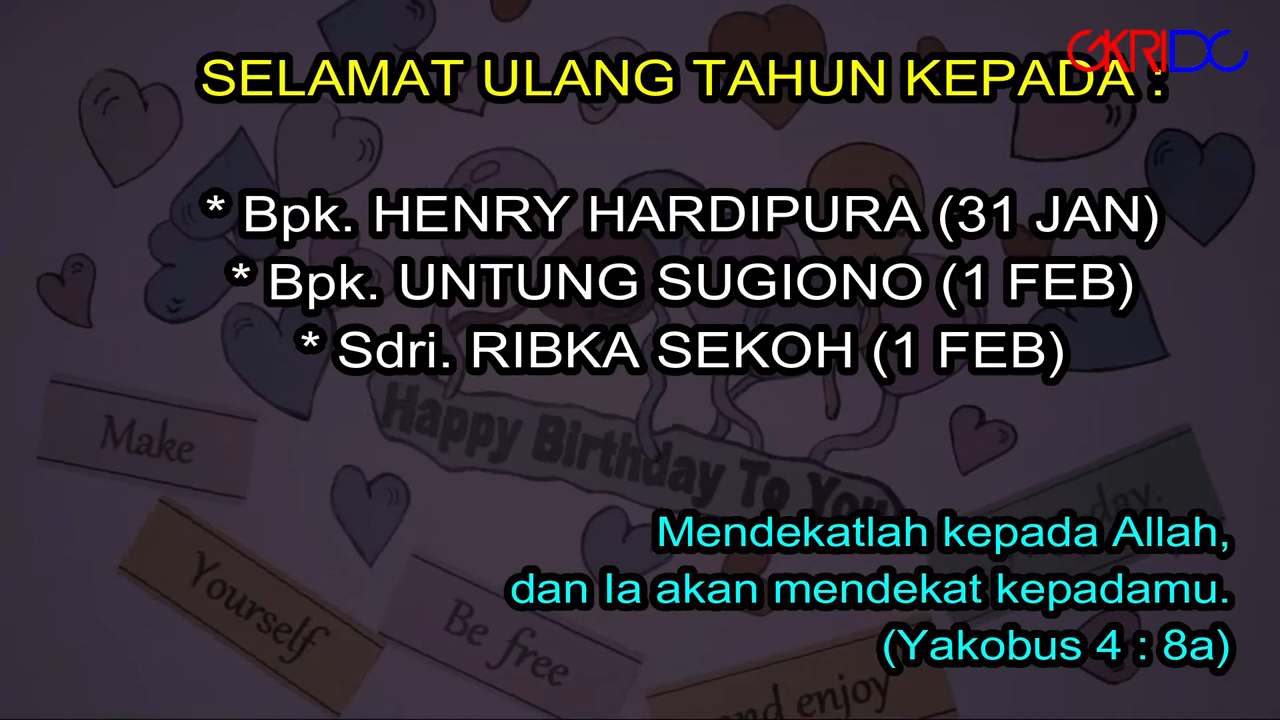 GKRIDC
SELAMAT ULANG TAHUN KEPADA :
* Bpk. HENRY HARDIPURA (31 JAN)
* Bpk. UNTUNG SUGIONO (1 FEB)
* Sdri. RIBKA SEKOH (1 FEB)
Happy Birthday To You
Make
Yourself
Be free
and enjoy
day.
Mendekatlah kepada Allah,
dan Ia akan mendekat kepadamu.
(Yakobus 4 : 8a)